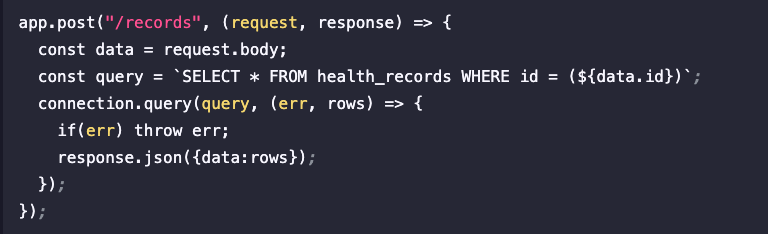 app.post("/records", (request, response) => {
  const data = request.body;
  const query = `SELECT * FROM health_records WHERE id = (${data.id})`;
  connection.query(query, (err, rows) => {
    if(err) throw err;
    response.json({data:rows});
  });
});